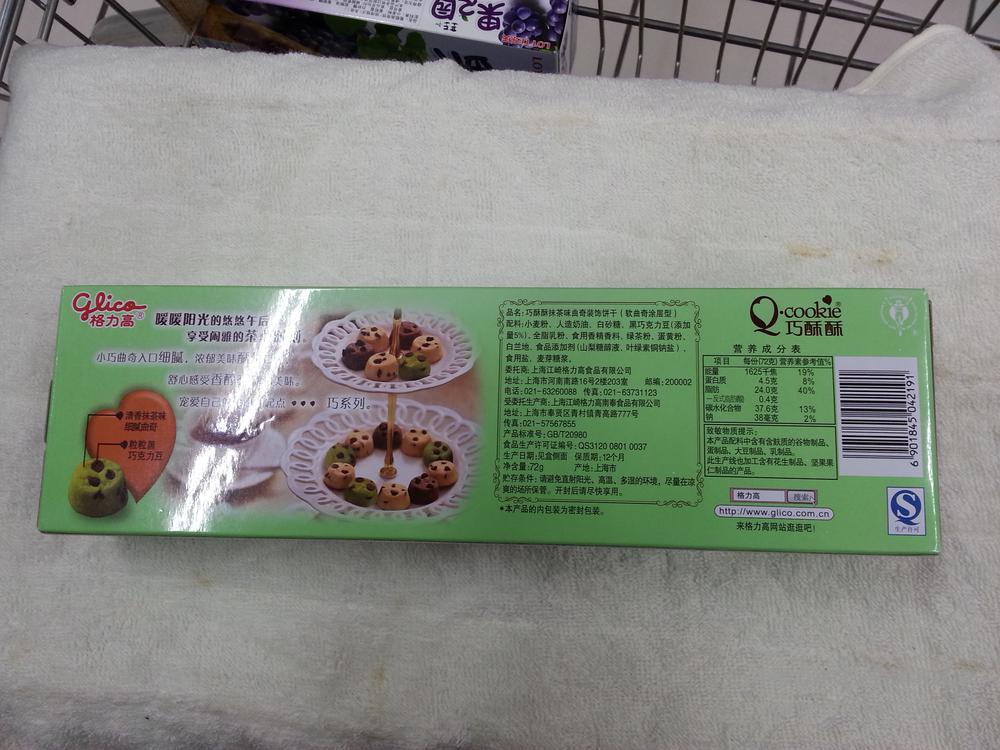 果之园
LOTTE
Glico®
格力高
暖暖阳光的悠悠午后
享受闲雅的茶
小巧曲奇入口细腻,浓郁美味
舒心感受香醇 美味。
宠爱自己 点 ••• 巧系列。
清香抹茶味
细腻曲奇
粒粒黑
巧克力豆
品名:巧酥酥抹茶味曲奇装饰饼干(软曲奇涂层型)
配料:小麦粉、人造奶油、白砂糖、黑巧克力豆(添加
量5%)、全脂乳粉、食用香精香料、绿茶粉、蛋黄粉、
白兰地、食品添加剂(山梨糖醇液、叶绿素铜钠盐)、
食用盐、麦芽糖浆。
委托商:上海江崎格力高食品有限公司
地址:上海市河南南路16号2楼203室 邮编:200002
电话:021-63260088 传真:021-63731123
受委托生产商:上海江崎格力高南奉食品有限公司
地址:上海市奉贤区青村镇青高路777号
传真:021-57567855
产品标准号:GB/T20980
食品生产许可证编号:QS3120 0801 0037
生产日期:见盒侧面 保质期:12个月
净含量:72g 产地:上海市
贮存条件:请避免直射阳光、高温、多湿的环境,尽量在凉
爽的场所保管。开封后请尽快享用。
*本产品的内包装为密封包装。
Q·cookie®
巧酥酥
营养成分表
项目 每份(72克) 营养素参考值%
能量 1625千焦 19%
蛋白质 4.5克 8%
脂肪 24.0克 40%
-反式脂肪酸 0.4克
碳水化合物 37.6克 13%
钠 38毫克 2%
致敏物质提示:
本产品配料中含有含麸质的谷物制品、
蛋制品、大豆制品、乳制品。
此生产线也加工含有花生制品、坚果果
仁制品的产品。
格力高 搜索
http://www.glico.com.cn
来格力高网站逛逛吧!
6 901845 042191
S
生产许可